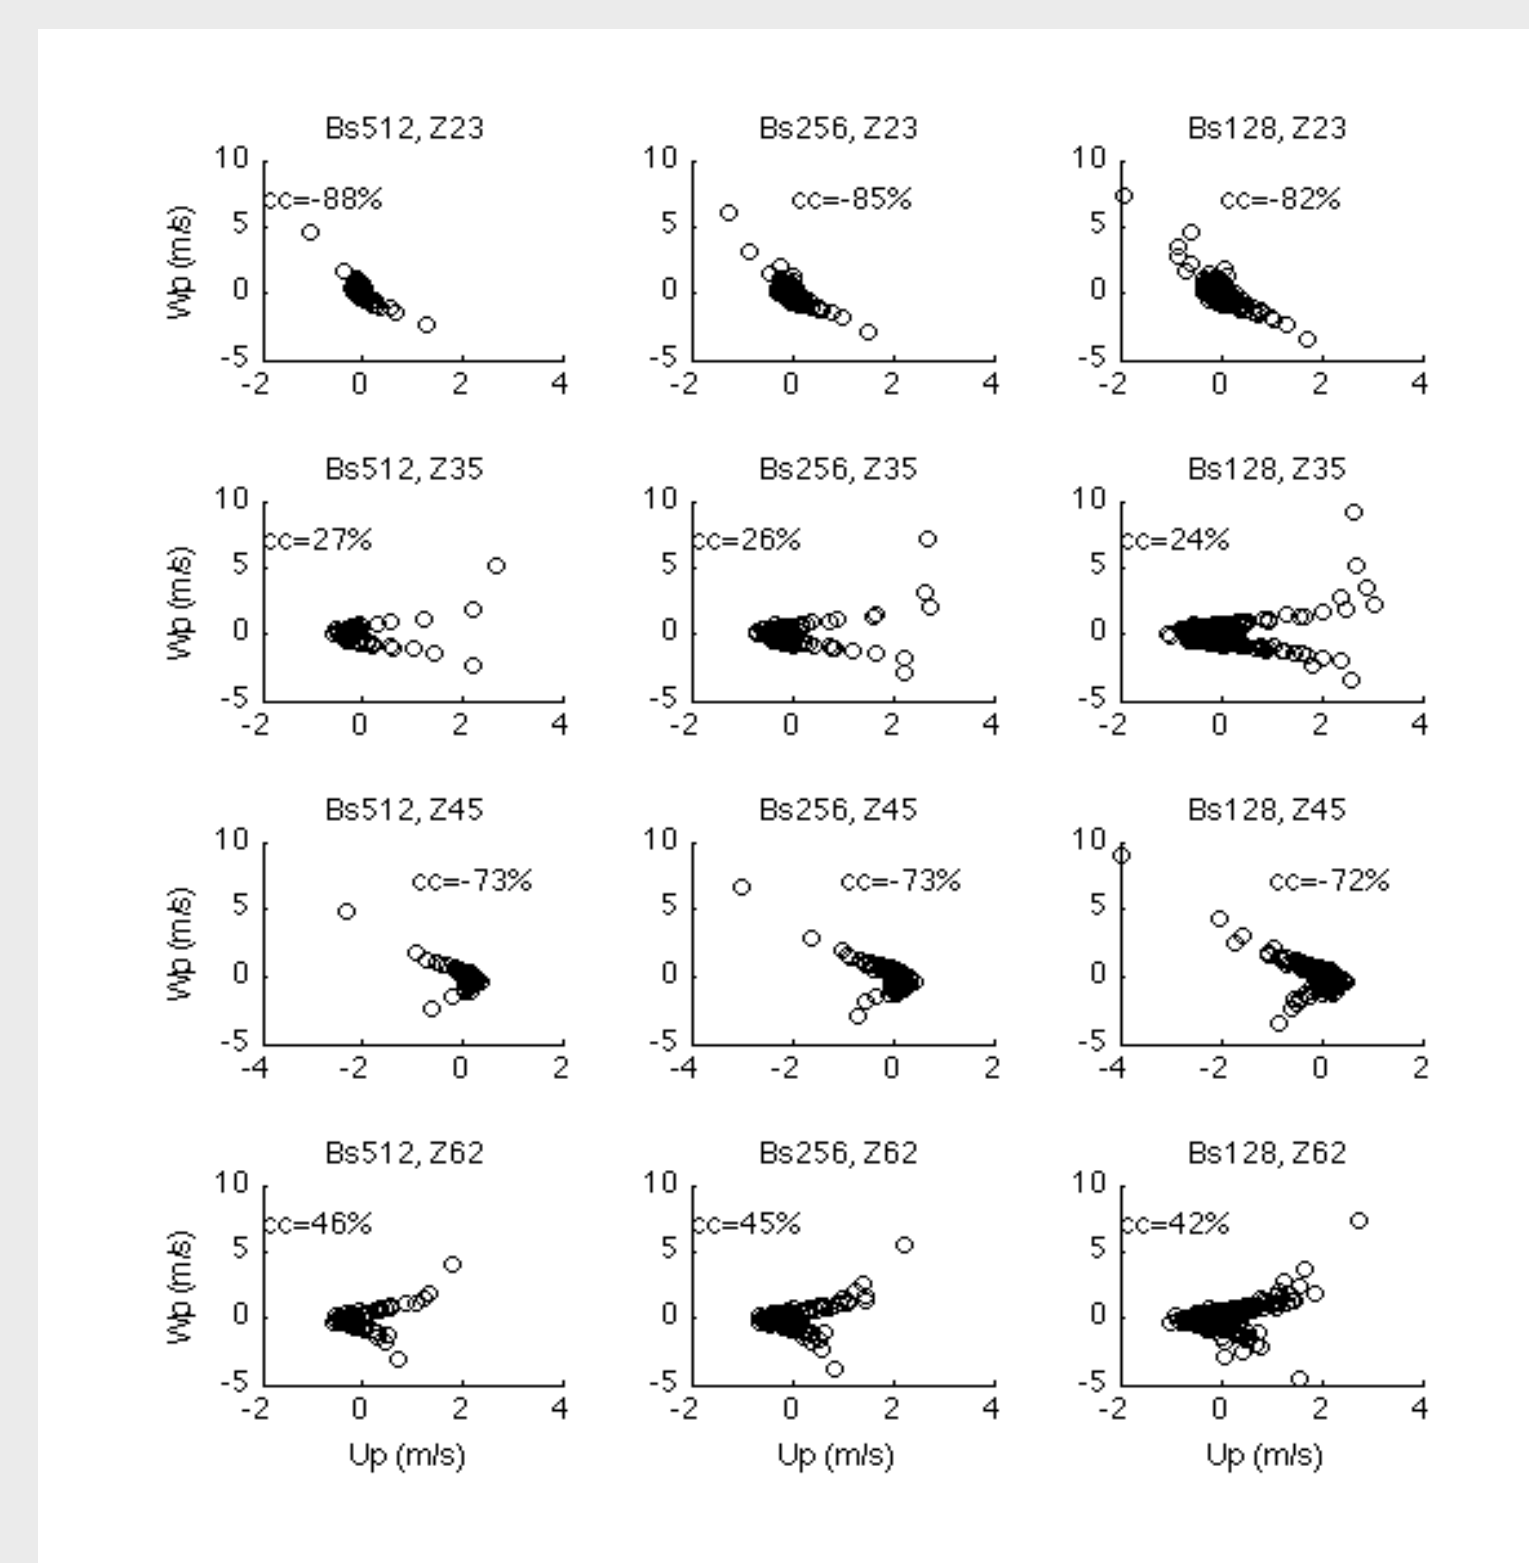 Bs512, Z23 Bs256, Z23 Bs128, Z23
10 10 10
cc=-88% cc=-85% cc=-82%
5 5 5
Wp (m/s)
0 0 0
-5 -5 -5
-2 0 2 4 -2 0 2 4 -2 0 2 4
Bs512, Z35 Bs256, Z35 Bs128, Z35
10 10 10
cc=27% cc=26% cc=24%
5 5 5
Wp (m/s)
0 0 0
-5 -5 -5
-2 0 2 4 -2 0 2 4 -2 0 2 4
Bs512, Z45 Bs256, Z45 Bs128, Z45
10 10 10
cc=-73% cc=-73% cc=-72%
5 5 5
Wp (m/s)
0 0 0
-5 -5 -5
-4 -2 0 2 -4 -2 0 2 -4 -2 0 2
Bs512, Z62 Bs256, Z62 Bs128, Z62
10 10 10
cc=46% cc=45% cc=42%
5 5 5
Wp (m/s)
0 0 0
-5 -5 -5
-2 0 2 4 -2 0 2 4 -2 0 2 4
Up (m/s) Up (m/s) Up (m/s)